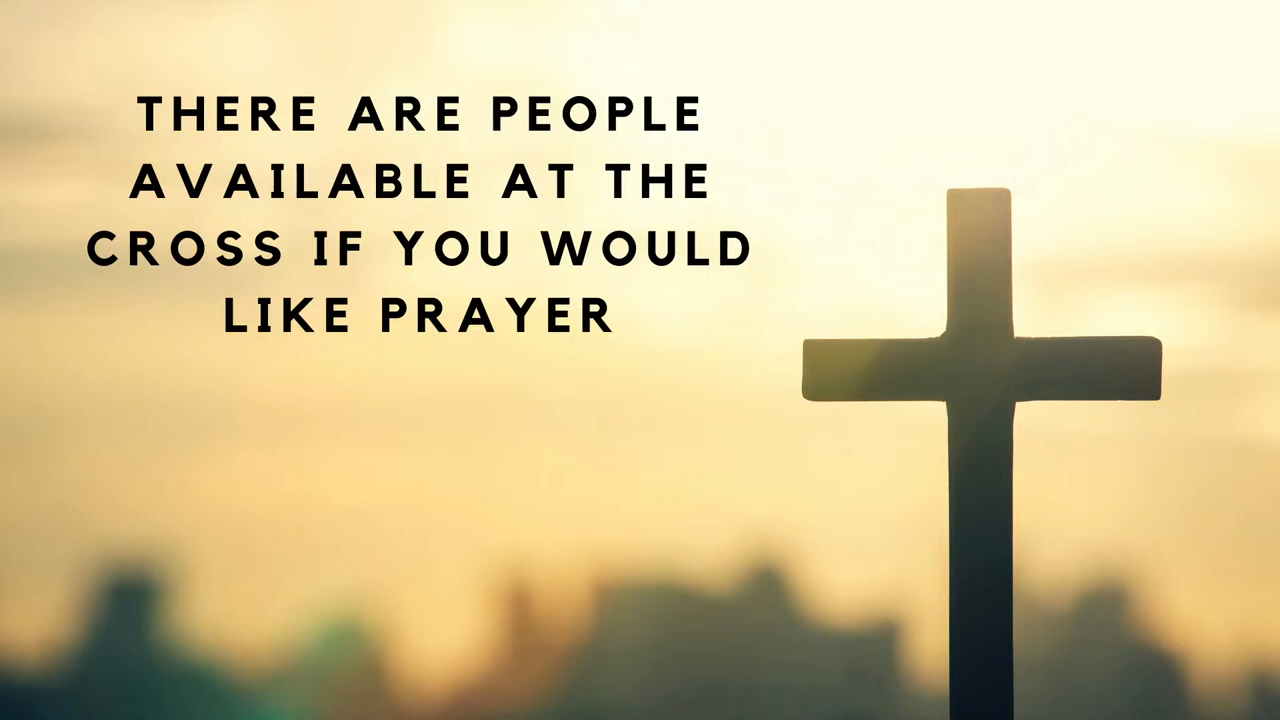 THERE ARE PEOPLE
AVAILABLE AT THE
CROSS IF YOU WOULD
LIKE PRAYER